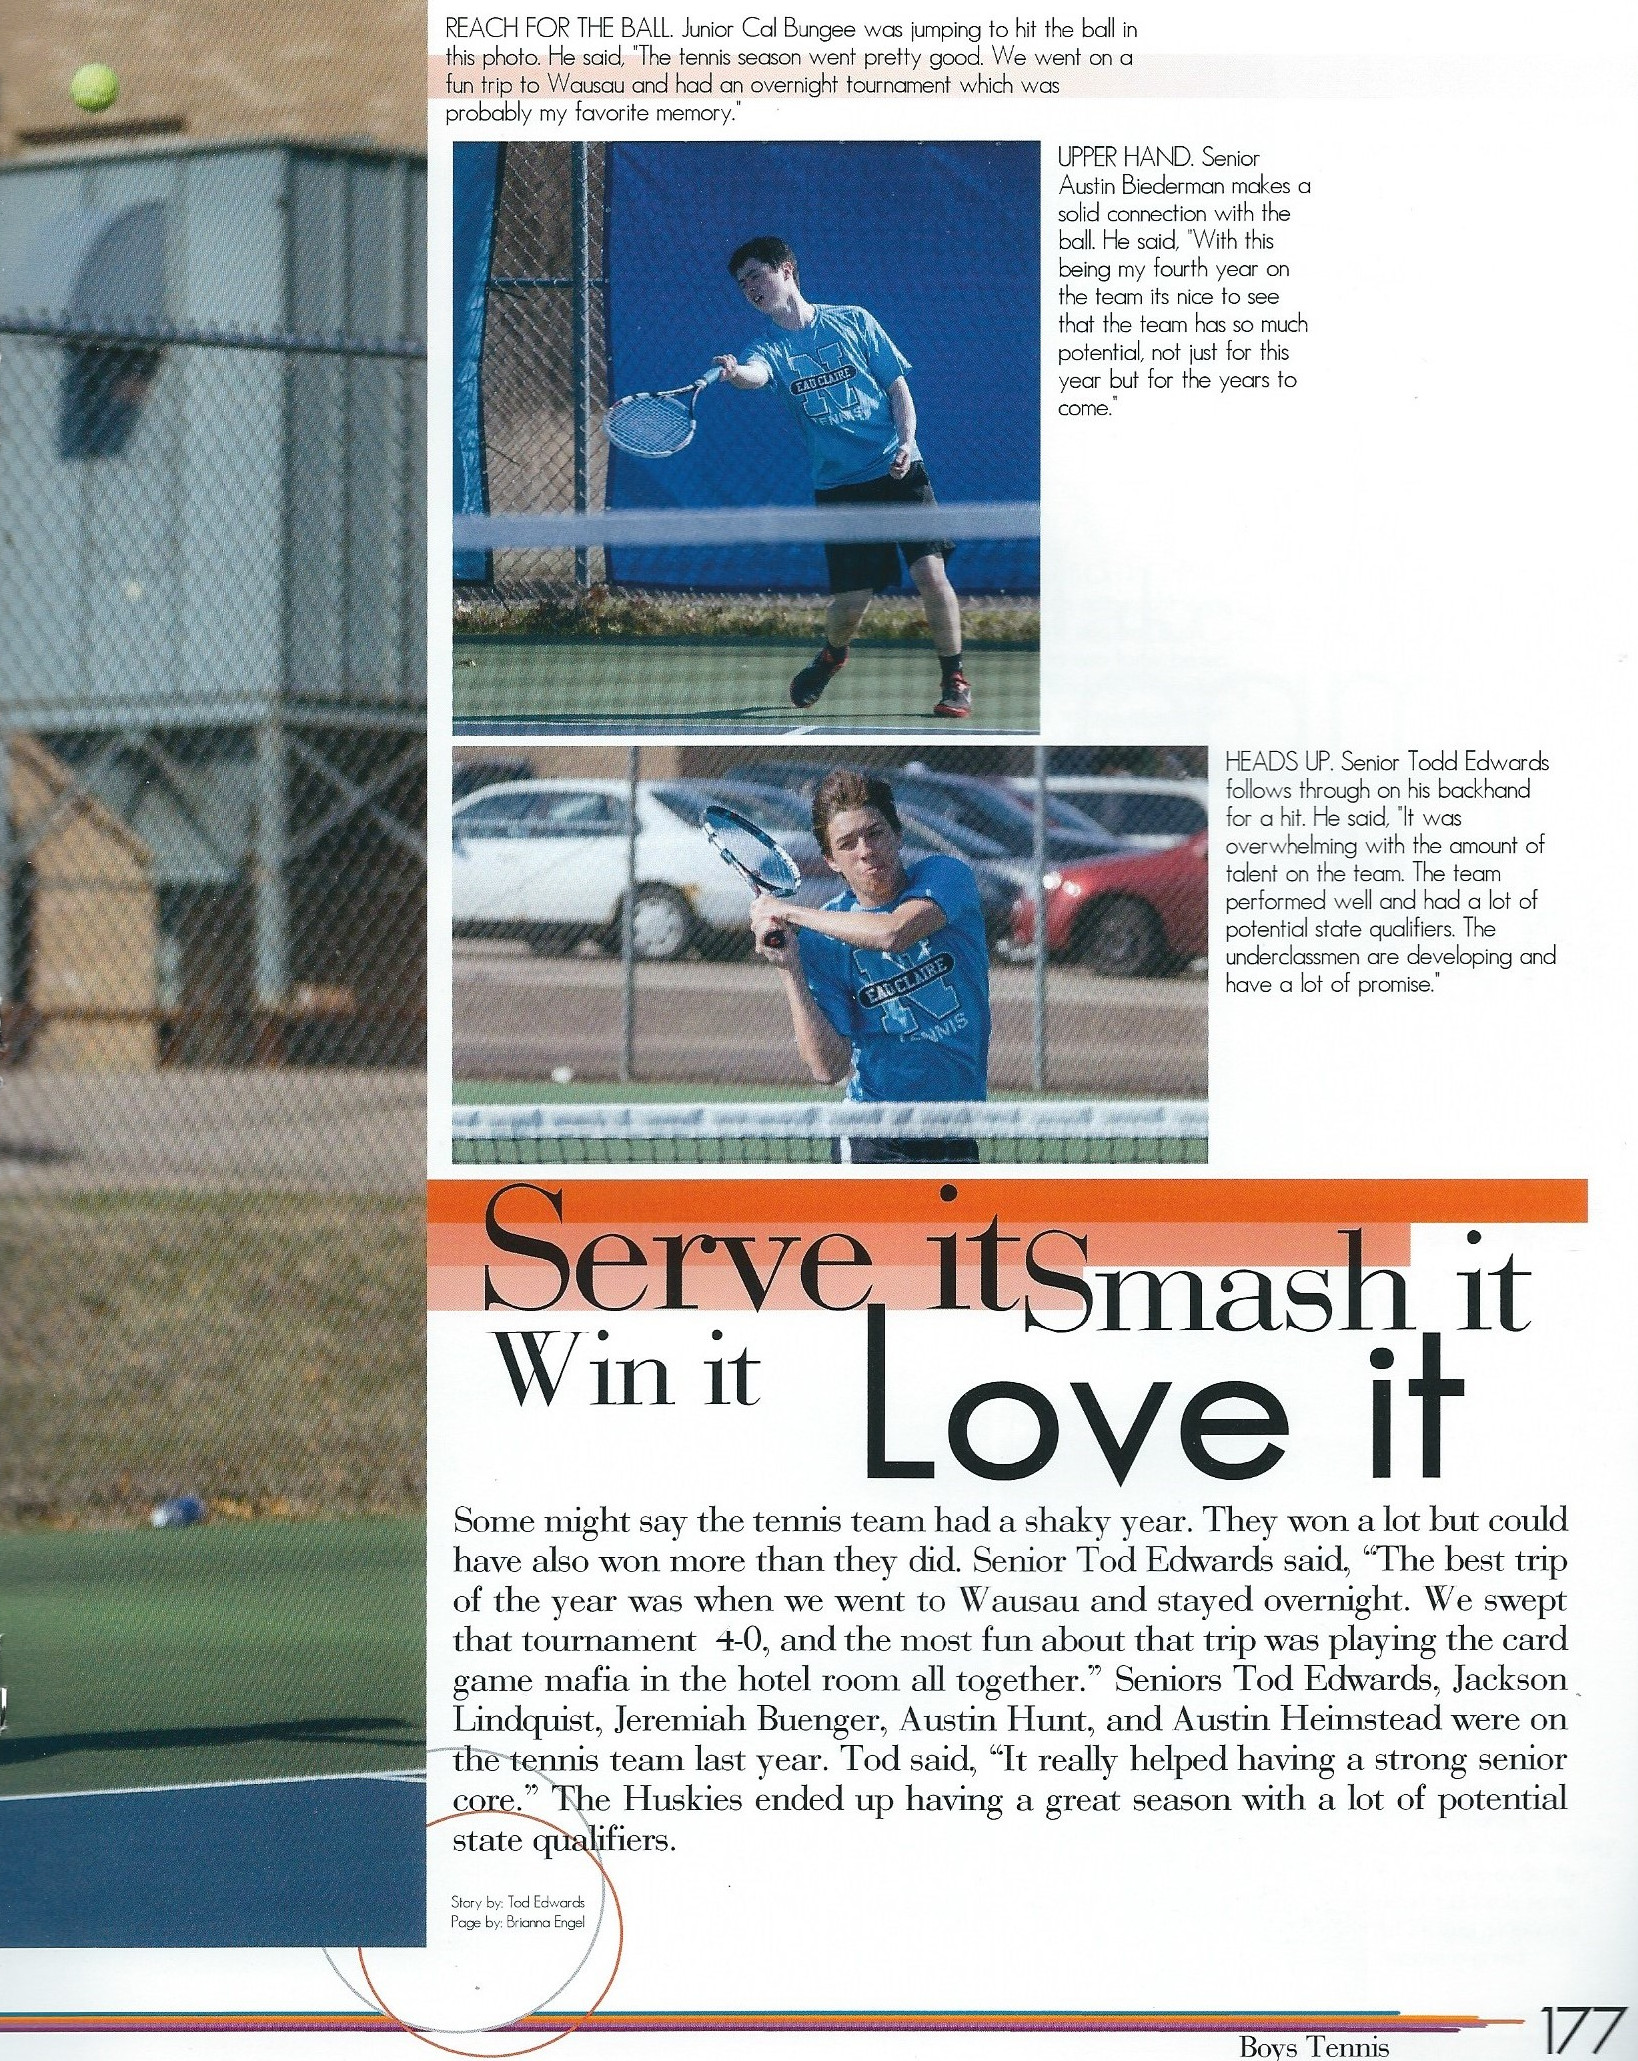 REACH FOR THE BALL. Junior Cal Bungee was jumping to hit the ball in
this photo. He said, "The tennis season went pretty good. We went on a
fun trip to Wausau and had an overnight tournament which was
probably my favorite memory."
UPPER HAND. Senior
Austin Biederman makes a
solid connection with the
ball. He said, "With this
being my fourth year on
the team its nice to see
that the team has so much
potential, not just for this
year but for the years to
come."
N
EAU CLAIRE
TENNIS
HEADS UP. Senior Todd Edwards
follows through on his backhand
for a hit. He said, "It was
overwhelming with the amount of
talent on the team. The team
performed well and had a lot of
potential state qualifiers. The
underclassmen are developing and
have a lot of promise."
N
EAU CLAIRE
TENNIS
Serve it Smash it
Win it Love it
Some might say the tennis team had a shaky year. They won a lot but could
have also won more than they did. Senior Tod Edwards said, “The best trip
of the year was when we went to Wausau and stayed overnight. We swept
that tournament 4-0, and the most fun about that trip was playing the card
game mafia in the hotel room all together.” Seniors Tod Edwards, Jackson
Lindquist, Jeremiah Buenger, Austin Hunt, and Austin Heimstead were on
the tennis team last year. Tod said, “It really helped having a strong senior
core.” The Huskies ended up having a great season with a lot of potential
state qualifiers.
Story by: Tod Edwards
Page by: Brianna Engel
Boys Tennis
177